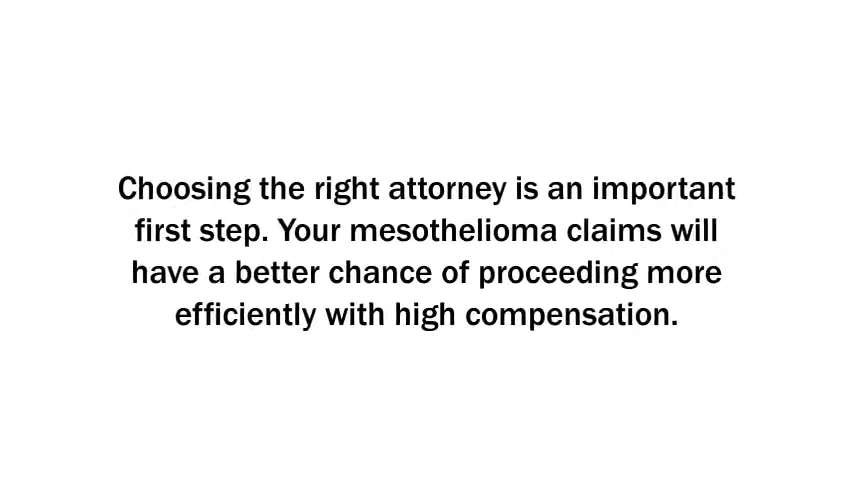 Choosing the right attorney is an important
first step. Your mesothelioma claims will
have a better chance of proceeding more
efficiently with high compensation.